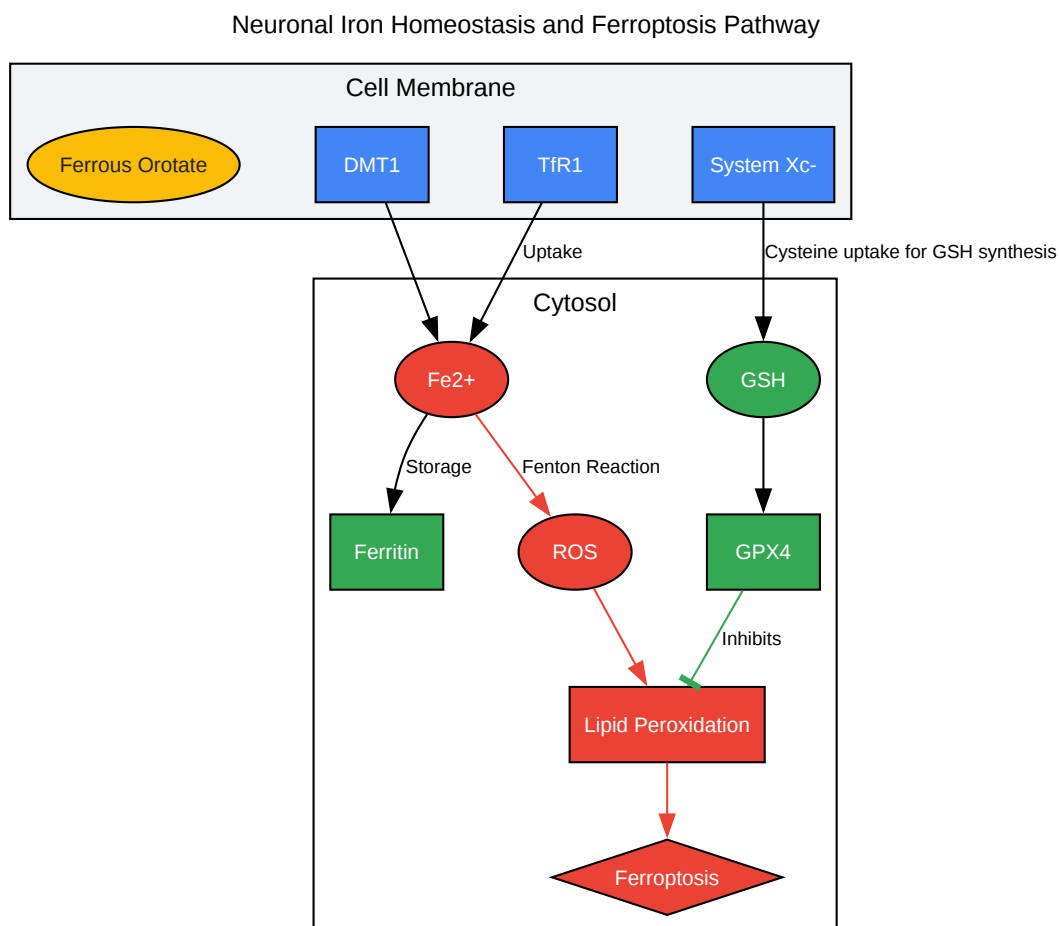 Neuronal Iron Homeostasis and Ferroptosis Pathway
Cell Membrane
Ferrous Orotate
DMT1
TfR1
System Xc-
Uptake
Cysteine uptake for GSH synthesis
Cytosol
Fe2+
GSH
Storage
Fenton Reaction
Ferritin
ROS
GPX4
Inhibits
Lipid Peroxidation
Ferroptosis